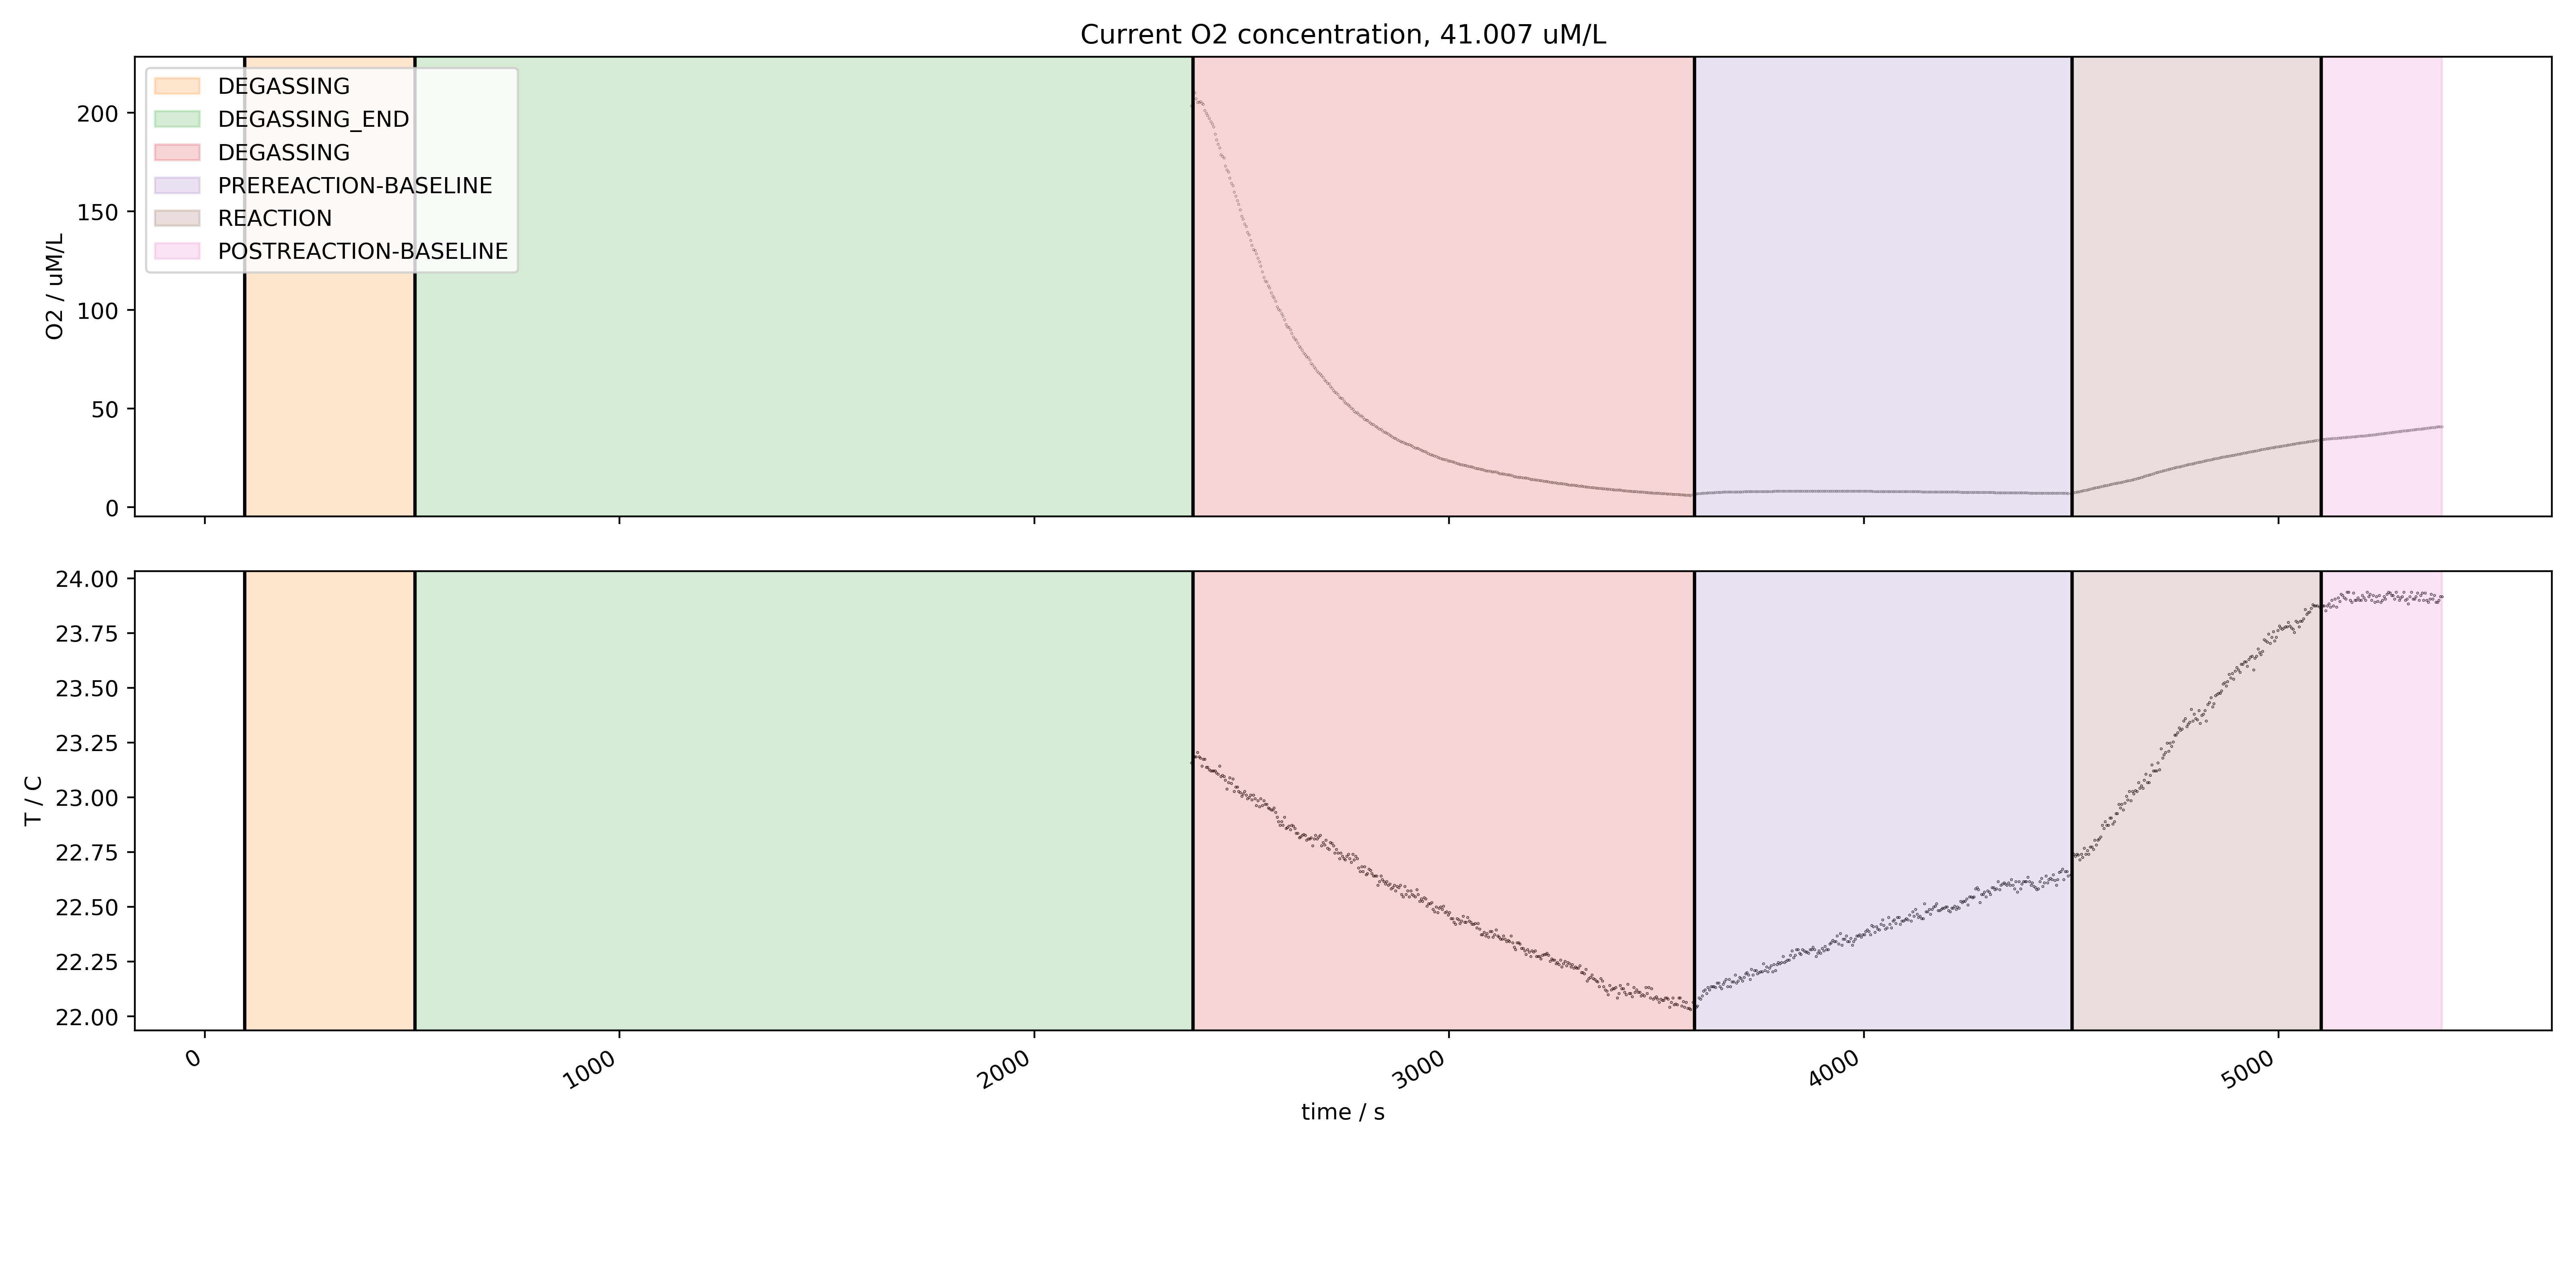 Current O2 concentration, 41.007 uM/L
DEGASSING
DEGASSING_END
DEGASSING
PREREACTION-BASELINE
REACTION
POSTREACTION-BASELINE
O2 / uM/L
200
150
100
50
0
T / C
24.00
23.75
23.50
23.25
23.00
22.75
22.50
22.25
22.00
0
1000
2000
3000
4000
5000
time / s